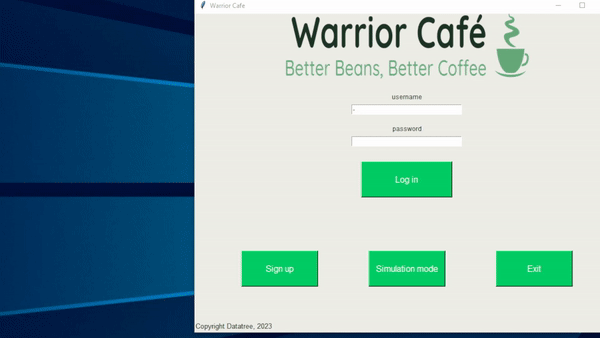 Warrior Cafe
Warrior Café
Better Beans, Better Coffee
username
password
Log in
Sign up
Simulation mode
Exit
Copyright Datatree, 2023